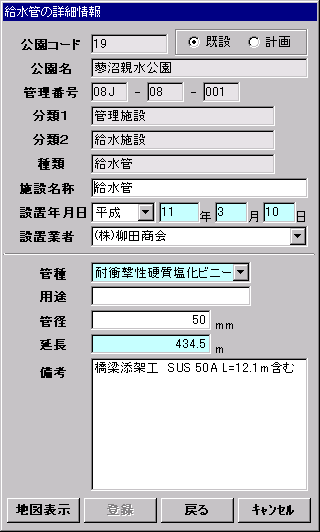 給水管の詳細情報
公園コード 19 既設 計画
公園名 蓼沼親水公園
管理番号 08J - 08 - 001
分類1 管理施設
分類2 給水施設
種類 給水管
施設名称 給水管
設置年月日 平成 11 年 3 月 10 日
設置業者 (株)柳田商会
管種 耐衝撃性硬質塩化ビニー
用途
管径 50 mm
延長 434.5 m
備考 橋梁添架工 SUS 50A L=12.1m含む
地図表示 登録 戻る キャンセル